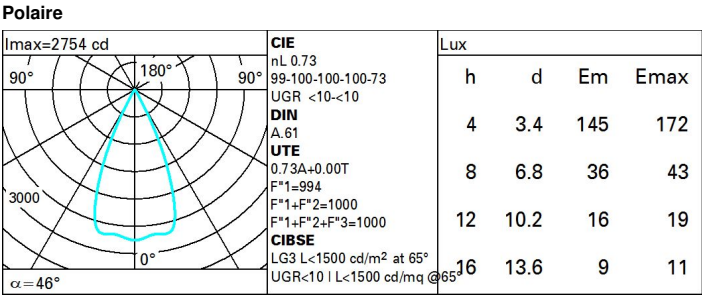 Polaire
Imax=2754 cd
90° 180° 90°
3000
0°
α=46°
CIE
nL 0.73
99-100-100-100-73
UGR <10-<10
DIN
A.61
UTE
0.73A+0.00T
F"1=994
F"1+F"2=1000
F"1+F"2+F"3=1000
CIBSE
LG3 L<1500 cd/m² at 65°
UGR<10 | L<1500 cd/mq @65°
Lux
h d Em Emax
4 3.4 145 172
8 6.8 36 43
12 10.2 16 19
16 13.6 9 11